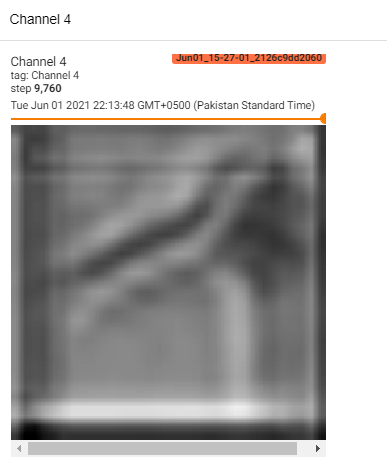 Channel 4
Channel 4
Jun01_15-27-01_2126c9dd2060
tag: Channel 4
step 9,760
Tue Jun 01 2021 22:13:48 GMT+0500 (Pakistan Standard Time)